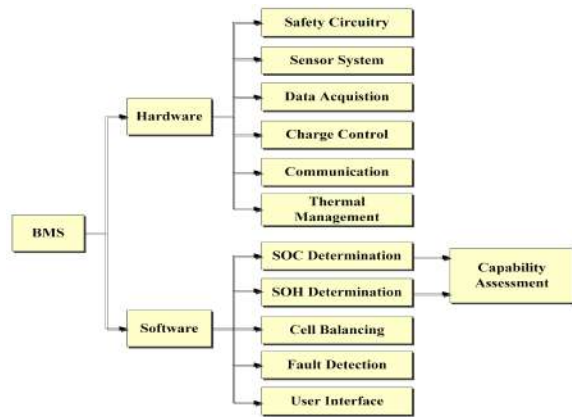 Safety Circuitry
Sensor System
Data Acquistion
Hardware
Charge Control
Communication
Thermal
Management
BMS
SOC Determination
Capability
Assessment
SOH Determination
Software
Cell Balancing
Fault Detection
User Interface